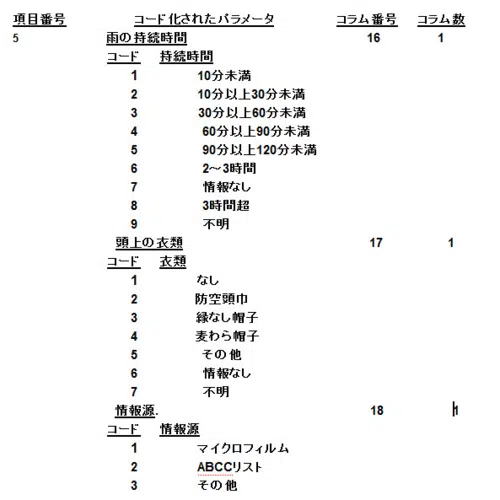 項目番号 コード化されたパラメータ コラム番号 コラム数
5 雨の持続時間 16 1
コード 持続時間
1 10分未満
2 10分以上30分未満
3 30分以上60分未満
4 60分以上90分未満
5 90分以上120分未満
6 2～3時間
7 情報なし
8 3時間超
9 不明
頭上の衣類 17 1
コード 衣類
1 なし
2 防空頭巾
3 縁なし帽子
4 麦わら帽子
5 その他
6 情報なし
7 不明
情報源. 18 1
コード 情報源
1 マイクロフィルム
2 ABCCリスト
3 その他